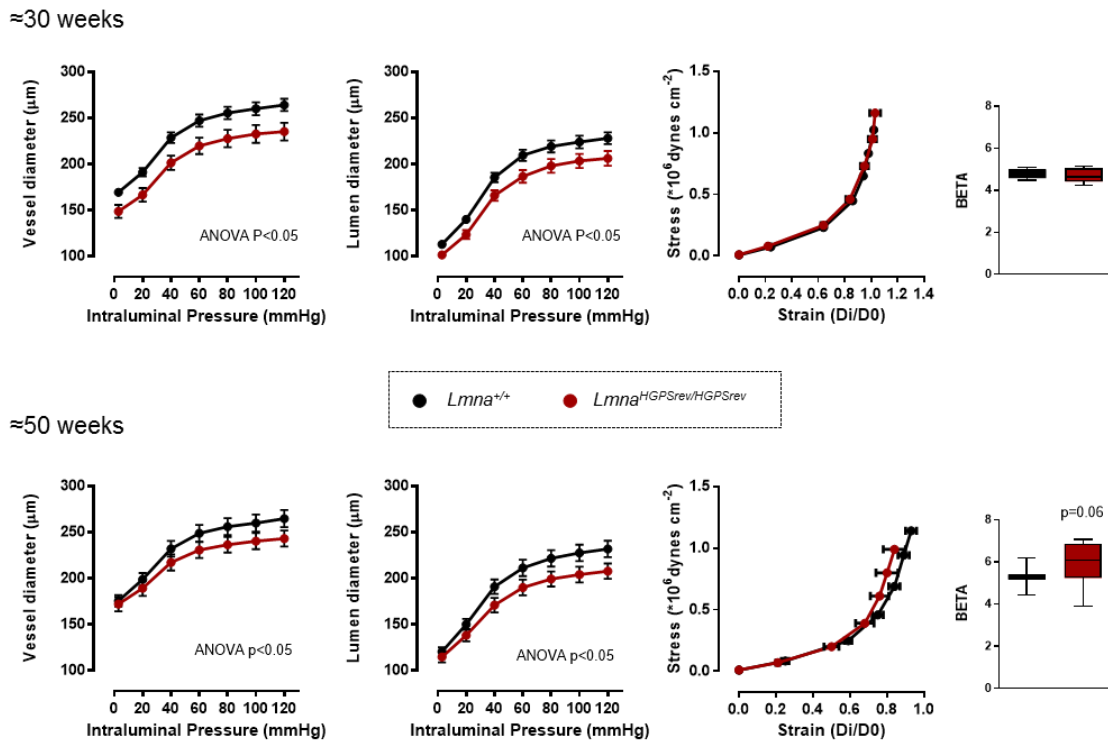 ≈30 weeks
Vessel diameter (µm)
300
250
200
150
100
ANOVA P<0.05
0 20 40 60 80 100 120
Intraluminal Pressure (mmHg)
Lumen diameter (µm)
300
250
200
150
100
ANOVA P<0.05
0 20 40 60 80 100 120
Intraluminal Pressure (mmHg)
Stress (*10⁶ dynes cm⁻²)
1.5
1.0
0.5
0.0
0.0 0.2 0.4 0.6 0.8 1.0 1.2 1.4
Strain (Di/D0)
BETA
8
6
4
2
0
Lmna+/+
LmnaHGPSrev/HGPSrev
≈50 weeks
Vessel diameter (µm)
300
250
200
150
100
ANOVA p<0.05
0 20 40 60 80 100 120
Intraluminal Pressure (mmHg)
Lumen diameter (µm)
300
250
200
150
100
ANOVA p<0.05
0 20 40 60 80 100 120
Intraluminal Pressure (mmHg)
Stress (*10⁶ dynes cm⁻²)
1.5
1.0
0.5
0.0
0.0 0.2 0.4 0.6 0.8 1.0
Strain (Di/D0)
BETA
p=0.06
8
6
4
2
0